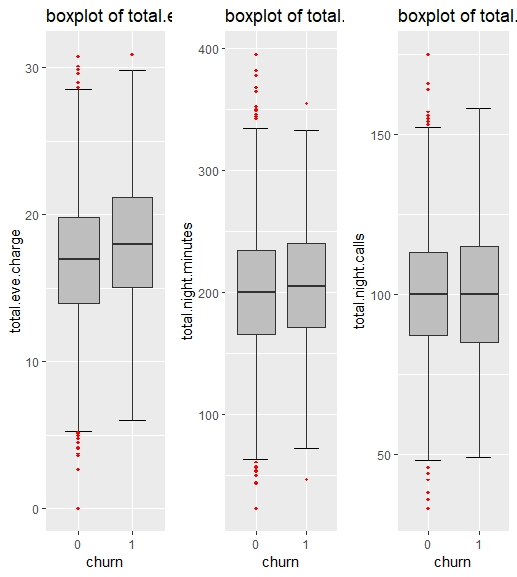 boxplot of total.e
30
20
10
0
total.eve.charge
0 1
churn
boxplot of total.
400
300
200
100
total.night.minutes
0 1
churn
boxplot of total.
150
100
50
total.night.calls
0 1
churn